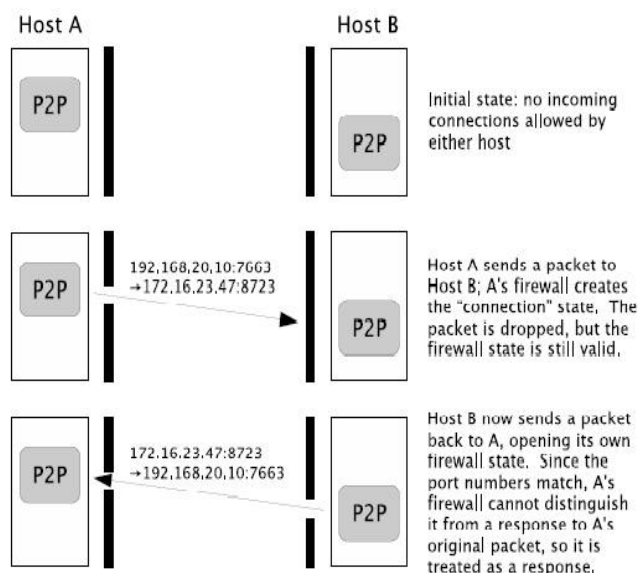 Host A
Host B
P2P
P2P
Initial state: no incoming
connections allowed by
either host
192.168.20.10:7663
→172.16.23.47:8723
P2P
P2P
Host A sends a packet to
Host B; A's firewall creates
the "connection" state. The
packet is dropped, but the
firewall state is still valid.
172.16.23.47:8723
→192.168.20.10:7663
P2P
P2P
Host B now sends a packet
back to A, opening its own
firewall state. Since the
port numbers match, A's
firewall cannot distinguish
it from a response to A's
original packet, so it is
treated as a response.